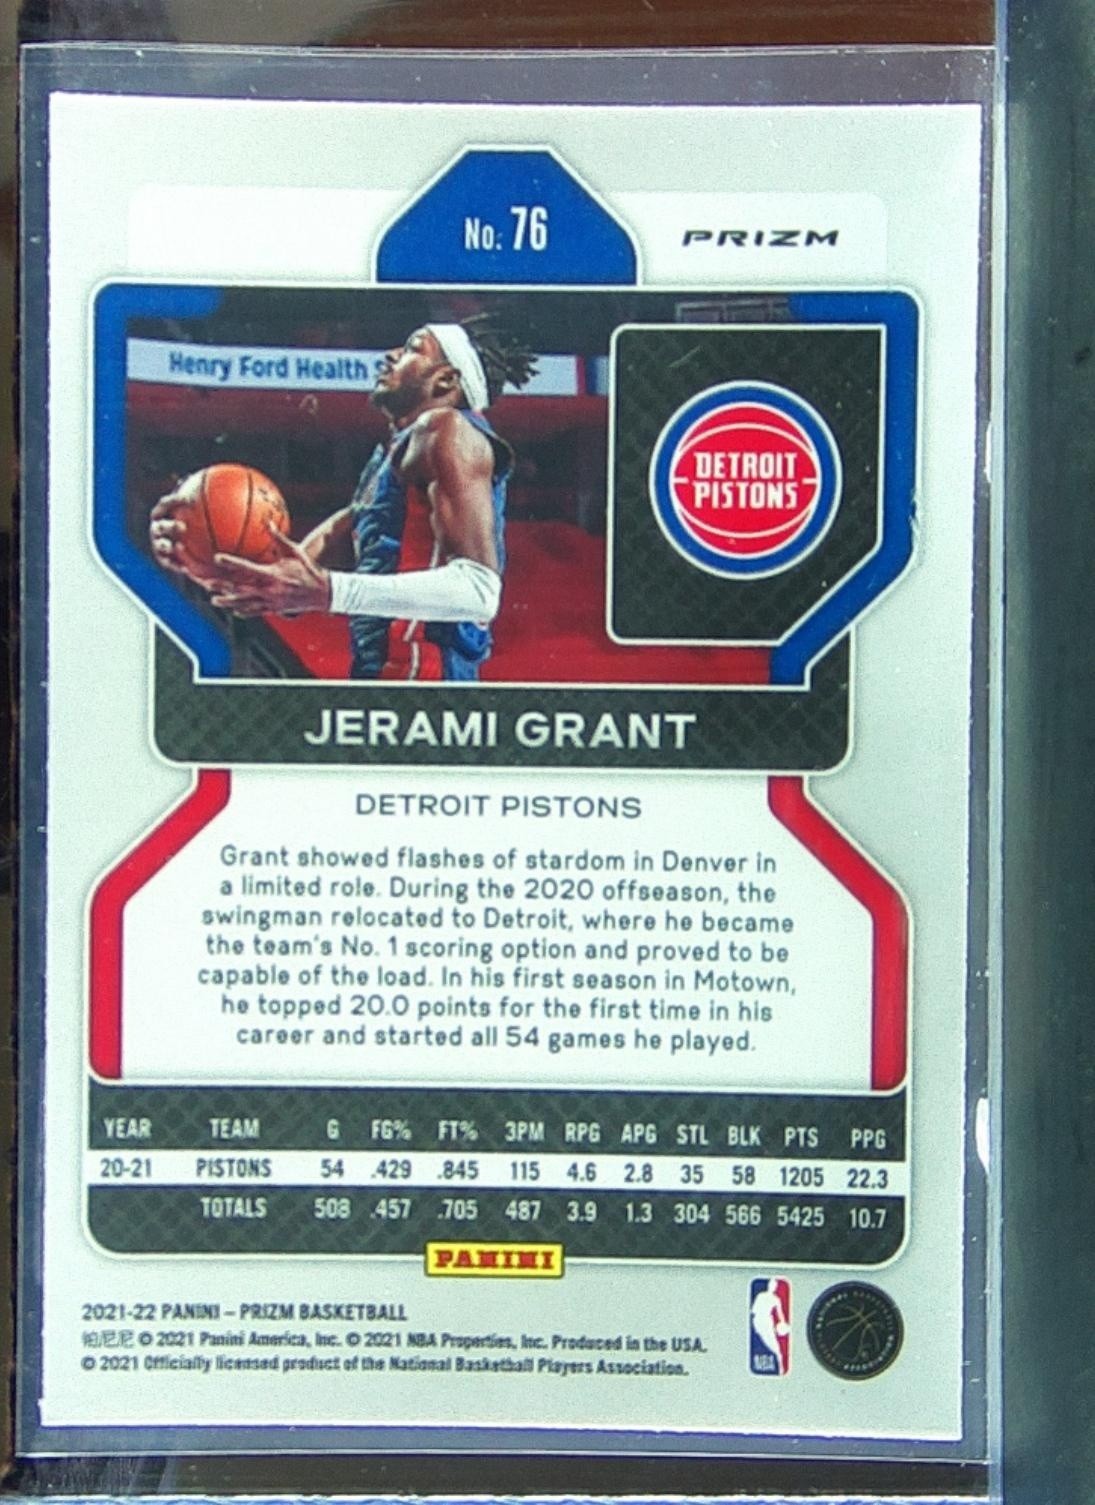 No. 76
PRIZM
Henry Ford Health S
DETROIT
PISTONS
JERAMI GRANT
DETROIT PISTONS
Grant showed flashes of stardom in Denver in
a limited role. During the 2020 offseason, the
swingman relocated to Detroit, where he became
the team's No. 1 scoring option and proved to be
capable of the load. In his first season in Motown,
he topped 20.0 points for the first time in his
career and started all 54 games he played.
YEAR TEAM G FG% FT% 3PM RPG APG STL BLK PTS PPG
20-21 PISTONS 54 .429 .845 115 4.6 2.8 35 58 1205 22.3
TOTALS 508 .457 .705 487 3.9 1.3 304 566 5425 10.7
PANINI
2021-22 PANINI – PRIZM BASKETBALL
帕尼尼 © 2021 Panini America, Inc. © 2021 NBA Properties, Inc. Produced in the USA.
© 2021 Officially licensed product of the National Basketball Players Association.
NBA